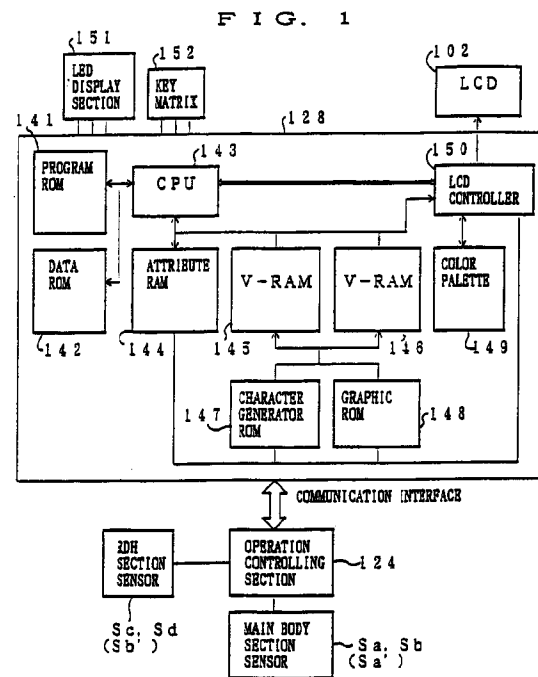 FIG. 1
151
152
102
LED
DISPLAY
SECTION
KEY
MATRIX
LCD
141
128
143
150
PROGRAM
ROM
CPU
LCD
CONTROLLER
DATA
ROM
ATTRIBUTE
RAM
V-RAM
V-RAM
COLOR
PALETTE
142
144
145
146
149
147
CHARACTER
GENERATOR
ROM
GRAPHIC
ROM
148
COMMUNICATION INTERFACE
RDH
SECTION
SENSOR
OPERATION
CONTROLLING
SECTION
124
Sc, Sd
(Sb')
MAIN BODY
SECTION
SENSOR
Sa, Sb
(Sa')